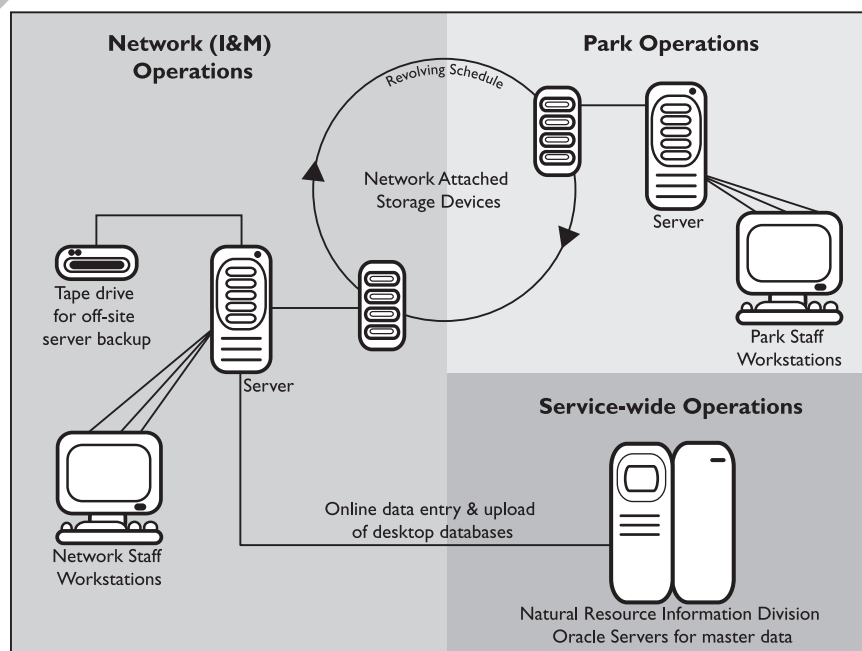 Network (I&M)
Operations
Park Operations
Revolving Schedule
Network Attached
Storage Devices
Server
Tape drive
for off-site
server backup
Park Staff
Workstations
Server
Service-wide Operations
Online data entry & upload
of desktop databases
Network Staff
Workstations
Natural Resource Information Division
Oracle Servers for master data